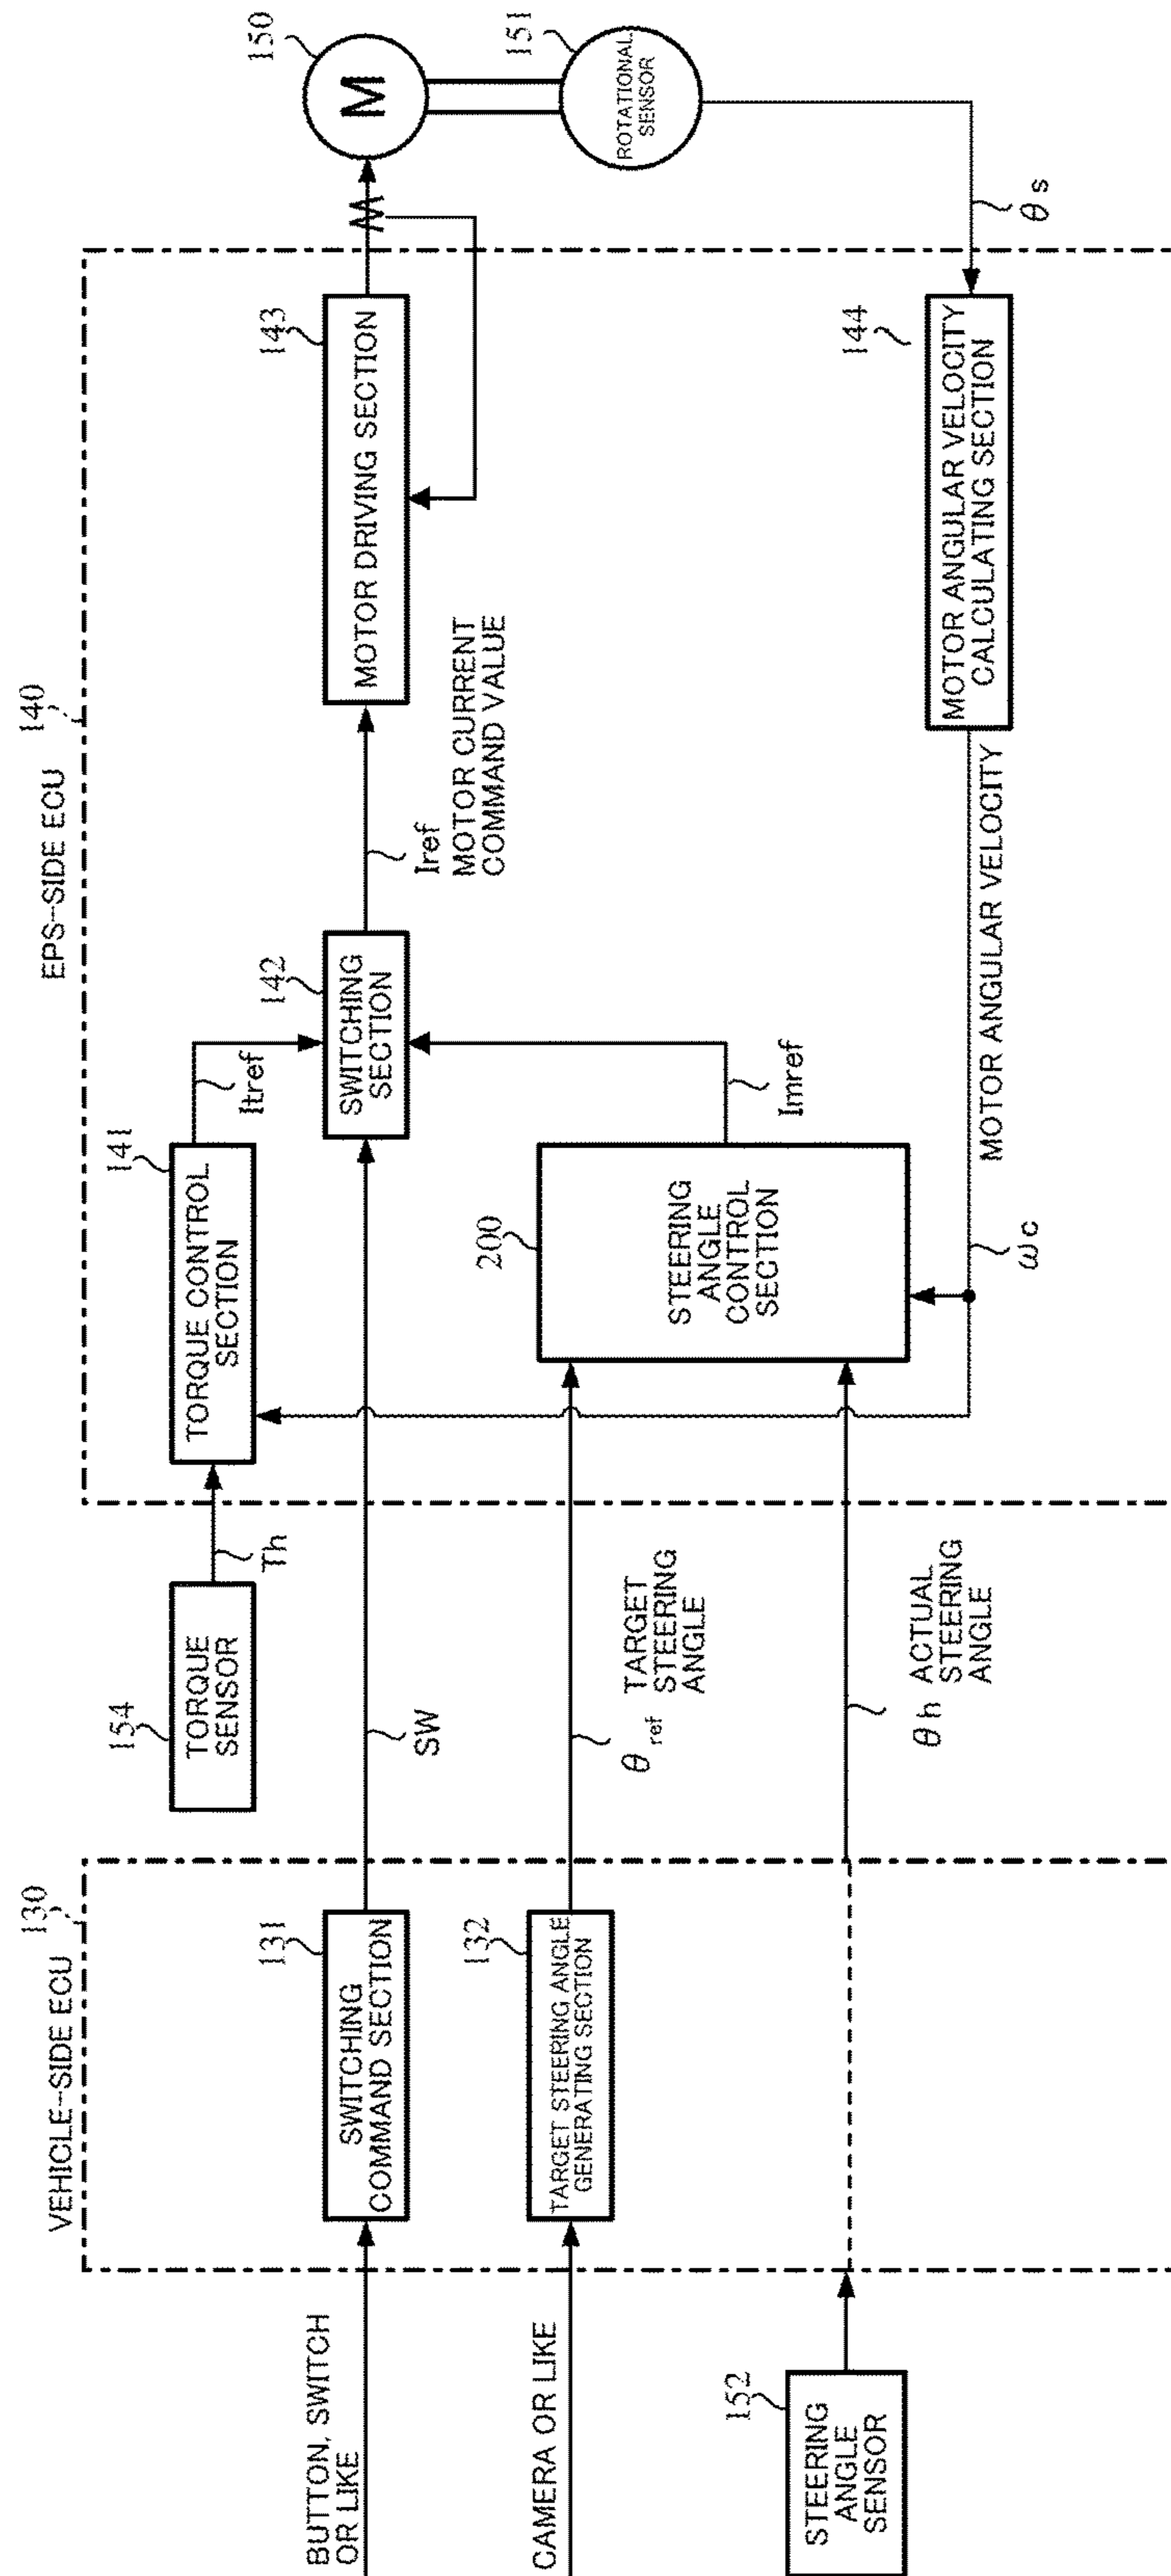 VEHICLE-SIDE ECU
130
EPS-SIDE ECU
140
154
TORQUE
SENSOR
Th
141
TORQUE CONTROL
SECTION
Itref
BUTTON, SWITCH
OR LIKE
131
SWITCHING
COMMAND SECTION
SW
142
SWITCHING
SECTION
Iref
MOTOR CURRENT
COMMAND VALUE
143
MOTOR DRIVING SECTION
150
M
151
ROTATIONAL
SENSOR
CAMERA OR LIKE
132
TARGET STEERING ANGLE
GENERATING SECTION
θref
TARGET
STEERING
ANGLE
200
STEERING
ANGLE
CONTROL
SECTION
Imref
152
STEERING
ANGLE
SENSOR
θh
ACTUAL
STEERING
ANGLE
ωc
MOTOR ANGULAR VELOCITY
144
MOTOR ANGULAR VELOCITY
CALCULATING SECTION
θs